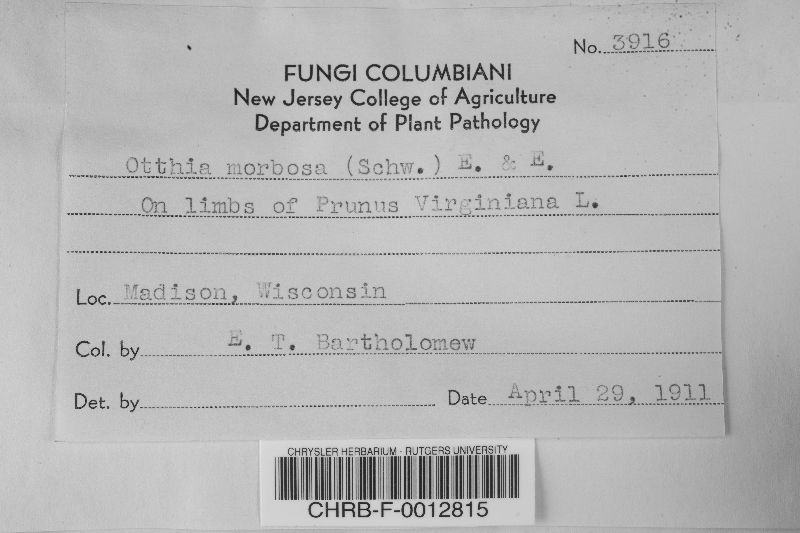 No. 3916
FUNGI COLUMBIANI
New Jersey College of Agriculture
Department of Plant Pathology
Otthia morbosa (Schw.) E. & E.
On limbs of Prunus Virginiana L.
Loc. Madison, Wisconsin
Col. by E. T. Bartholomew
Det. by Date April 29, 1911
CHRYSLER HERBARIUM - RUTGERS UNIVERSITY
CHRB-F-0012815